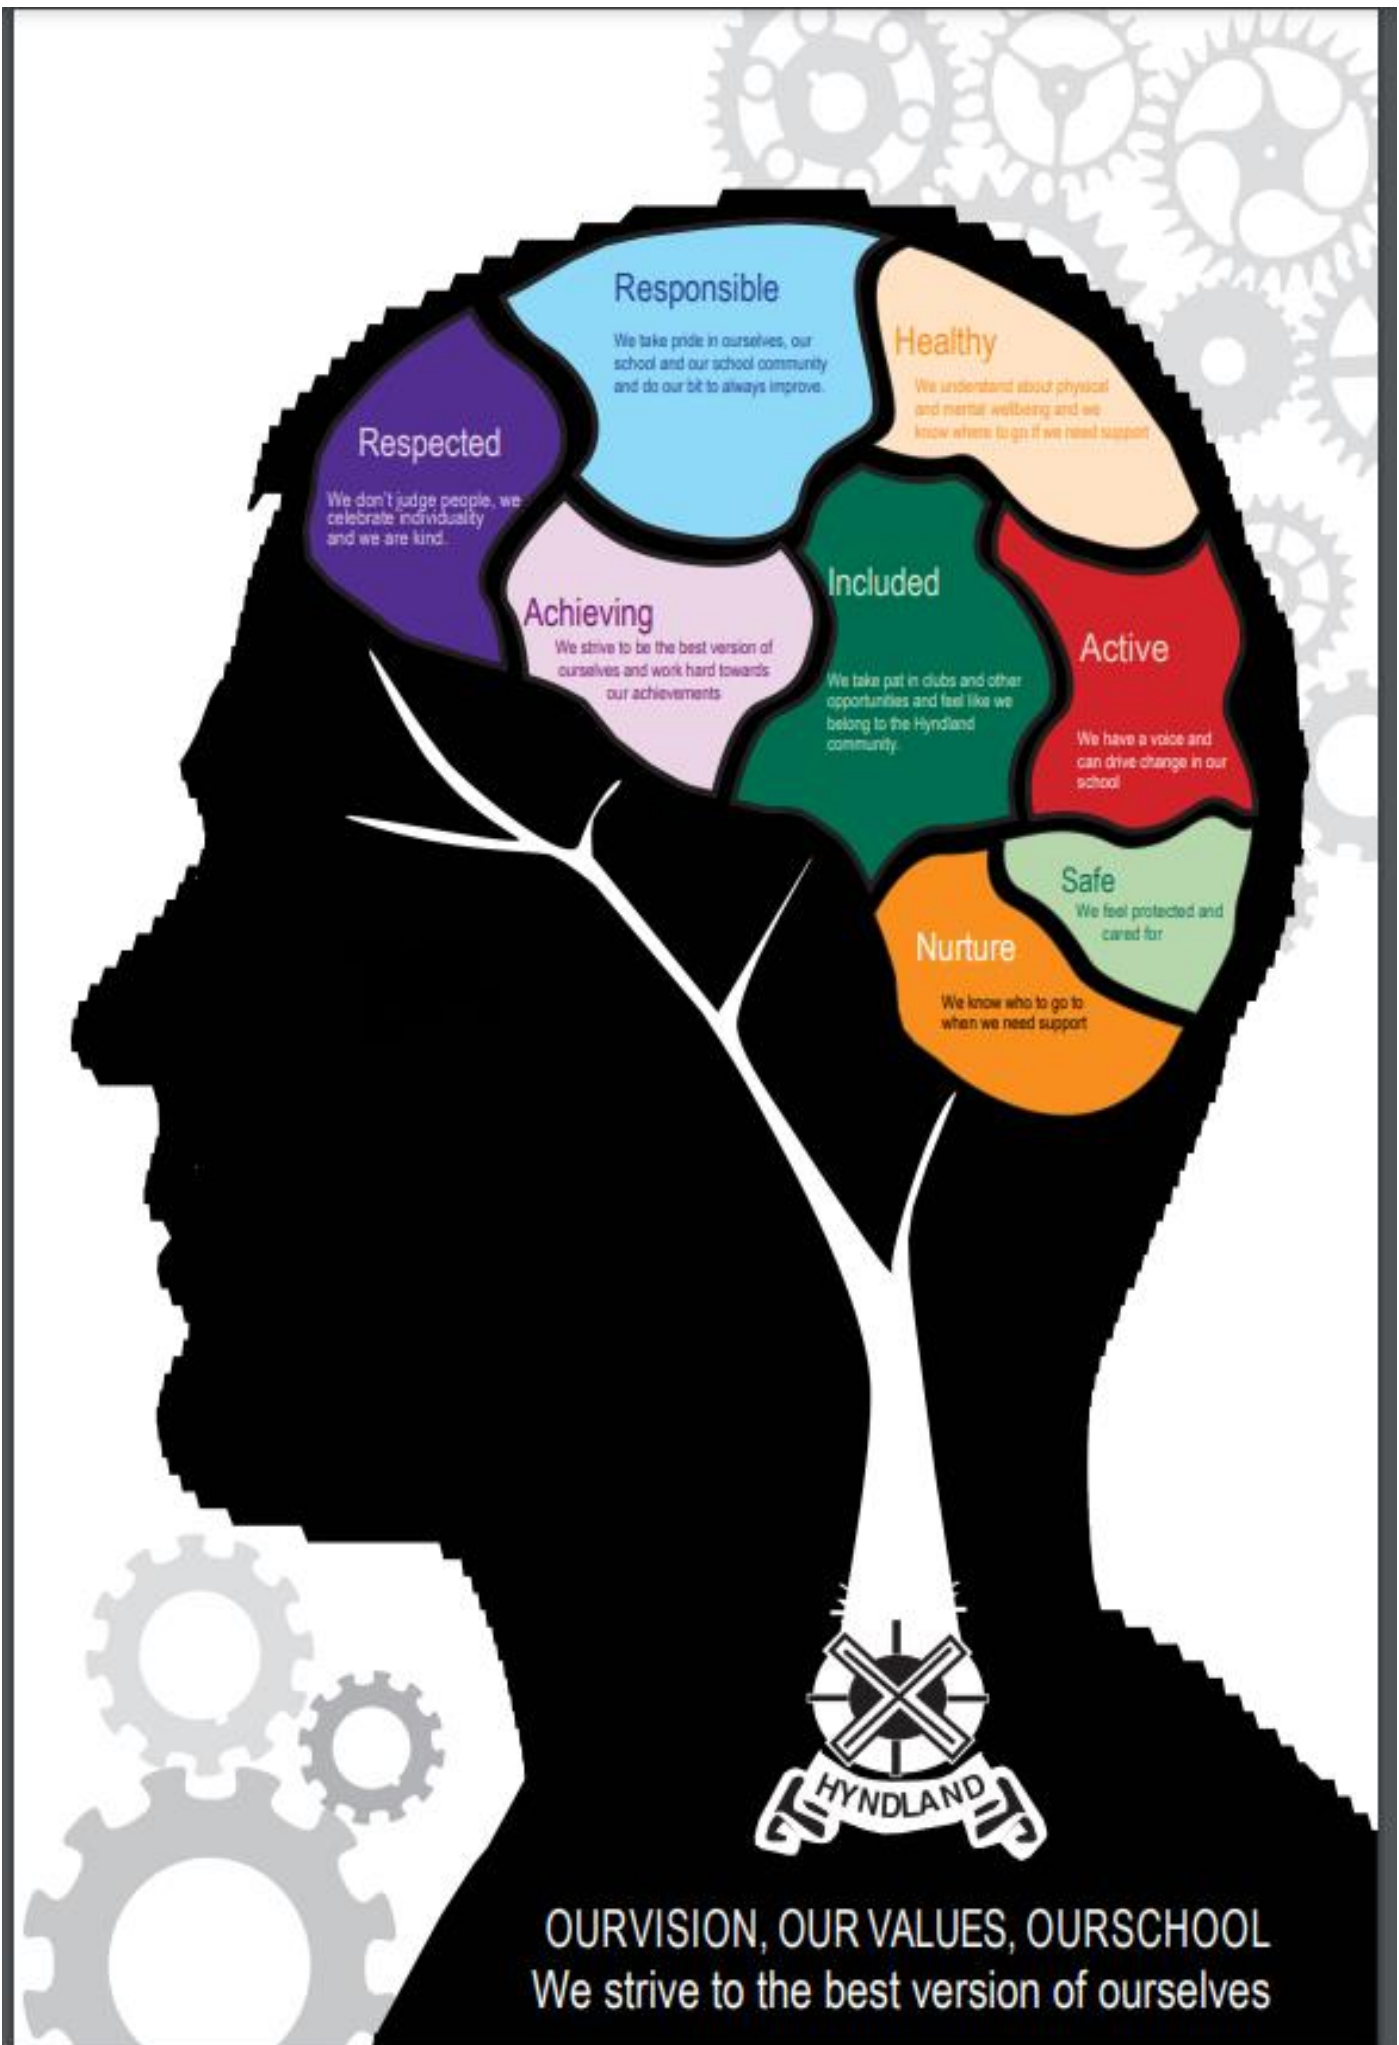 Responsible
We take pride in ourselves, our
school and our school community
and do our bit to always improve.
Healthy
We understand about physical
and mental wellbeing and we
know where to go if we need support
Respected
We don't judge people, we
celebrate individuality
and we are kind.
Achieving
We strive to be the best version of
ourselves and work hard towards
our achievements
Included
We take pat in clubs and other
opportunities and feel like we
belong to the Hyndland
community.
Active
We have a voice and
can drive change in our
school
Safe
We feel protected and
cared for
Nurture
We know who to go to
when we need support
HYNDLAND
OURVISION, OUR VALUES, OURSCHOOL
We strive to the best version of ourselves